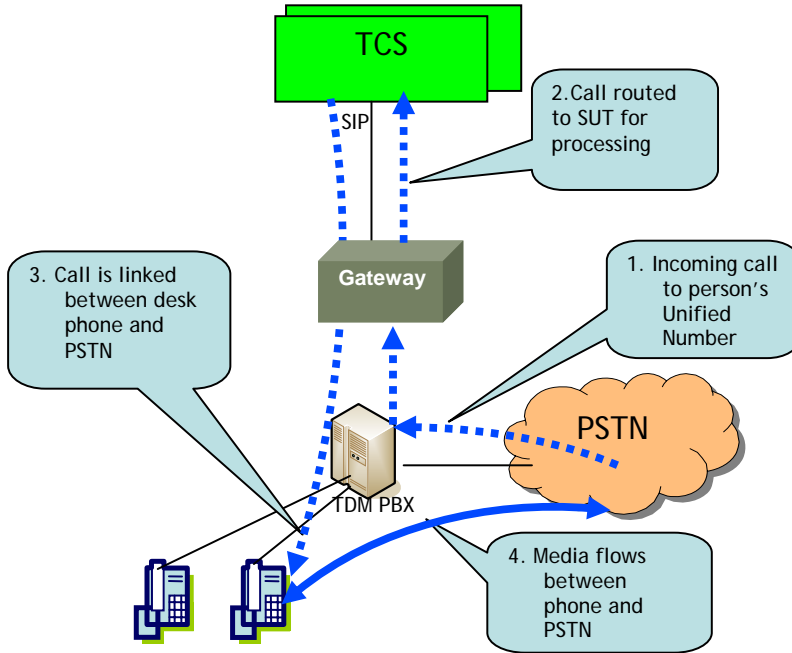 TCS
SIP
2.Call routed
to SUT for
processing
Gateway
3. Call is linked
between desk
phone and
PSTN
1. Incoming call
to person's
Unified
Number
PSTN
TDM PBX
4. Media flows
between
phone and
PSTN